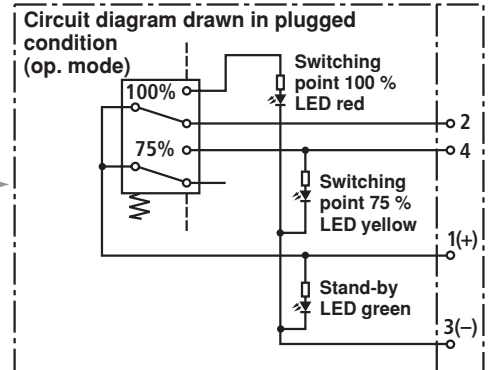 Circuit diagram drawn in plugged
condition
(op. mode)
100%
75%
Switching
point 100 %
LED red
2
4
Switching
point 75 %
LED yellow
1(+)
Stand-by
LED green
3(–)